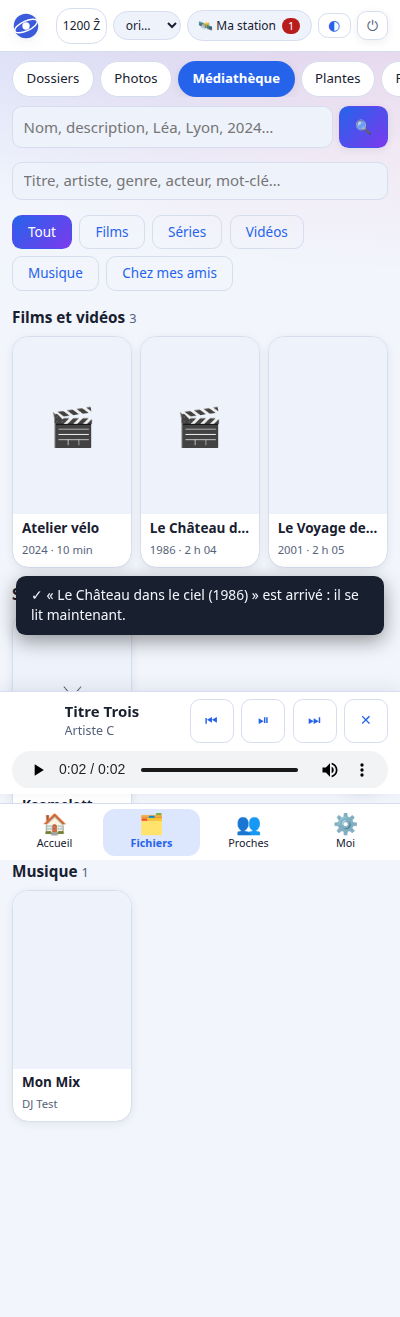 1200 Ẑ ori... Ma station 1
Dossiers Photos Médiathèque Plantes
Nom, description, Léa, Lyon, 2024...
Titre, artiste, genre, acteur, mot-clé...
Tout Films Séries Vidéos
Musique Chez mes amis
Films et vidéos 3
Atelier vélo
2024 · 10 min
Le Château d...
1986 · 2 h 04
Le Voyage de...
2001 · 2 h 05
✓ « Le Château dans le ciel (1986) » est arrivé : il se
lit maintenant.
Titre Trois
Artiste C
0:02 / 0:02
Accueil Fichiers Proches Moi
Musique 1
Mon Mix
DJ Test